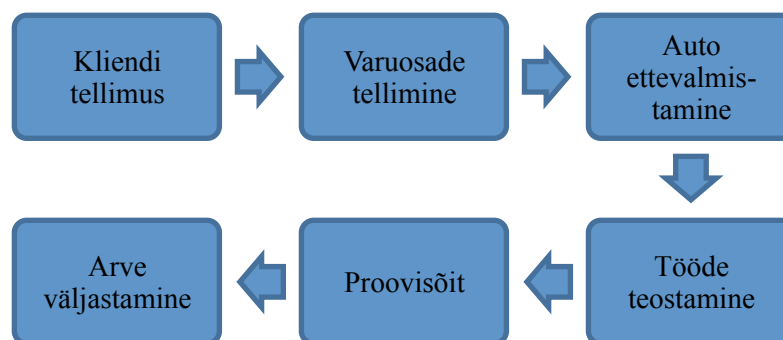 Kliendi
tellimus
Varuosade
tellimine
Auto
ettevalmis-
tamine
Tööde
teostamine
Proovisõit
Arve
väljastamine